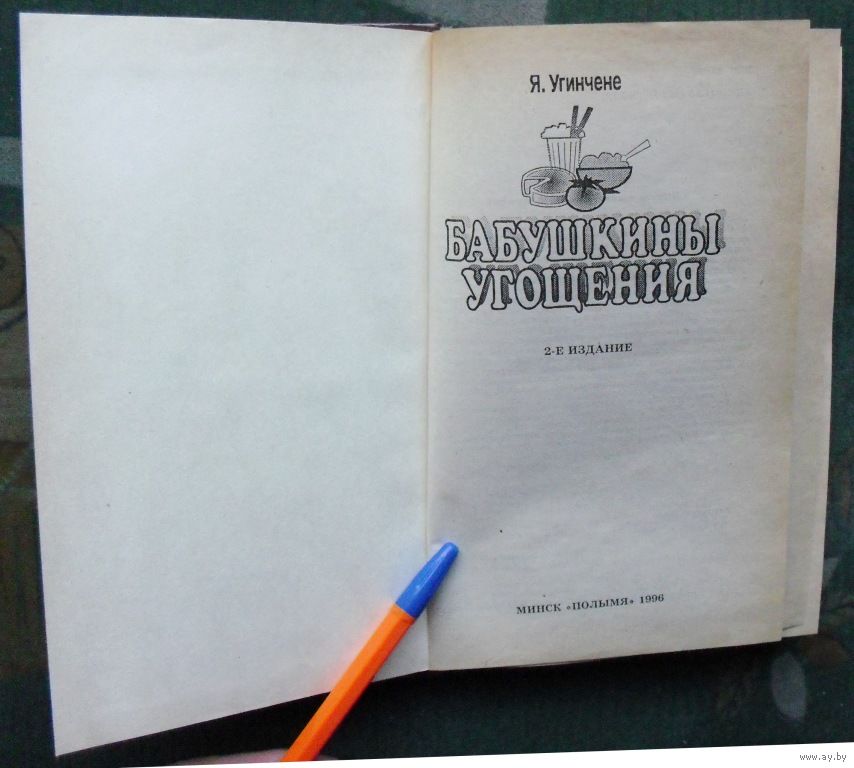 Я. Угинчене
БАБУШКИНЫ
УГОЩЕНИЯ
2-Е ИЗДАНИЕ
МИНСК «ПОЛЫМЯ» 1996
www.ay.by